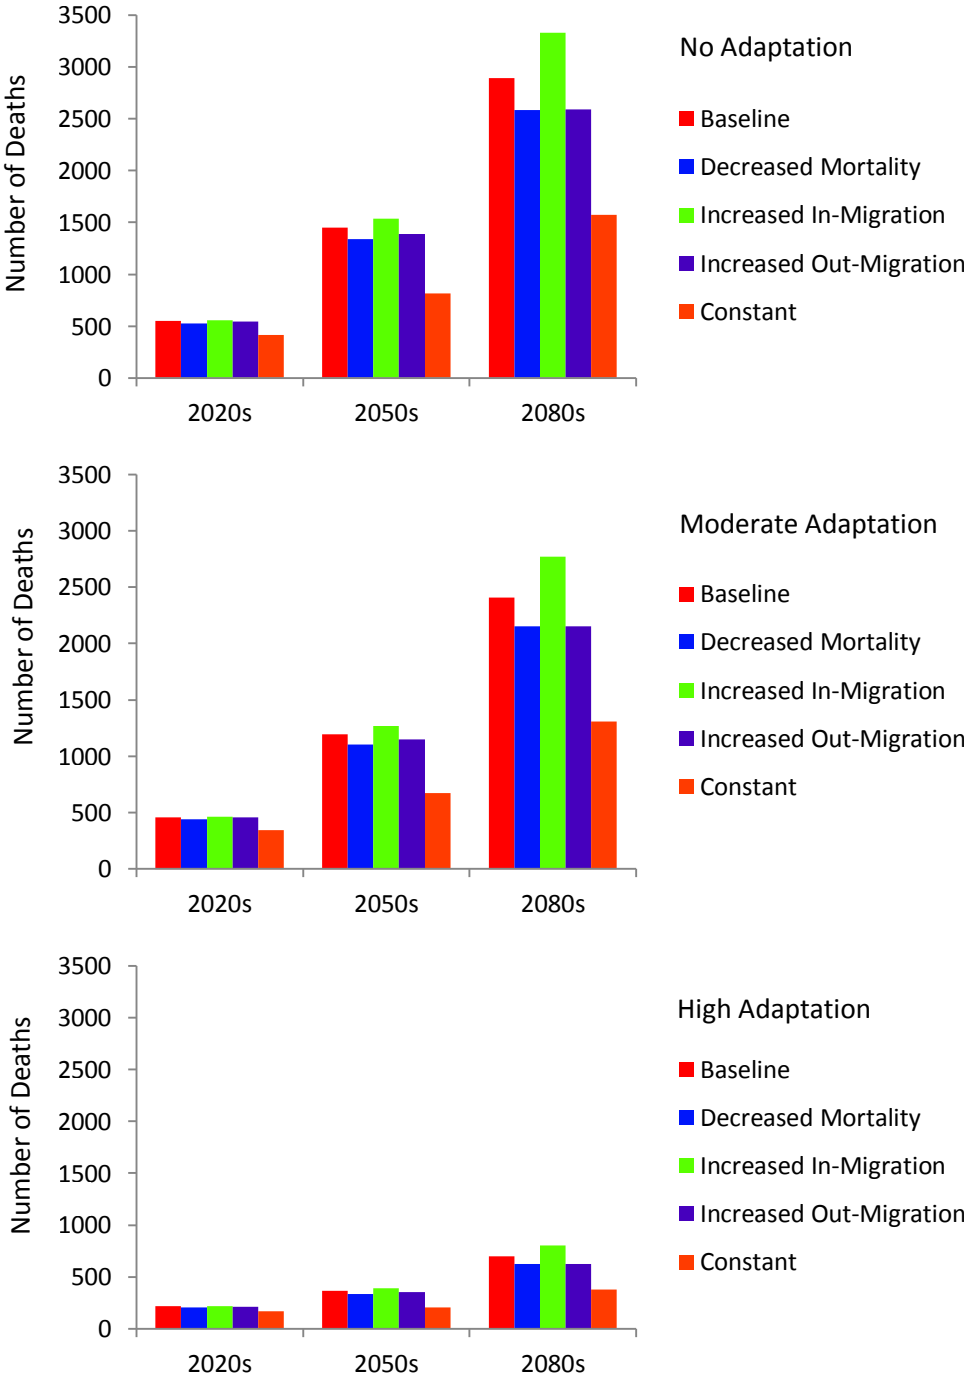 3500
3000
2500
2000
1500
1000
500
0
Number of Deaths
2020s 2050s 2080s
No Adaptation
Baseline
Decreased Mortality
Increased In-Migration
Increased Out-Migration
Constant
3500
3000
2500
2000
1500
1000
500
0
Number of Deaths
2020s 2050s 2080s
Moderate Adaptation
Baseline
Decreased Mortality
Increased In-Migration
Increased Out-Migration
Constant
3500
3000
2500
2000
1500
1000
500
0
Number of Deaths
2020s 2050s 2080s
High Adaptation
Baseline
Decreased Mortality
Increased In-Migration
Increased Out-Migration
Constant